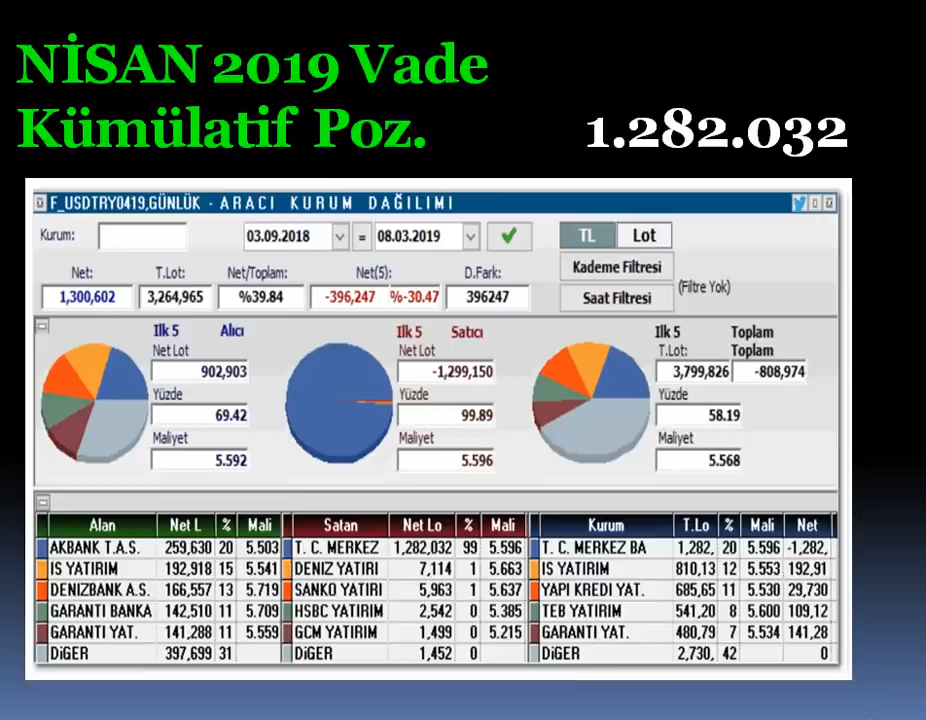 NİSAN 2019 Vade
Kümülatif Poz. 1.282.032
F_USDTRY0419,GÜNLÜK - ARACI KURUM DAĞILIMI
Kurum: 03.09.2018 = 08.03.2019 TL Lot
Kademe Filtresi
Saat Filtresi (Filtre Yok)
Net: T.Lot: Net/Toplam: Net(5): D.Fark:
1,300,602 3,264,965 %39.84 -396,247 %-30.47 396247
Ilk 5 Alıcı Ilk 5 Satıcı Ilk 5 Toplam
Net Lot Net Lot T.Lot: Toplam
902,903 -1,299,150 3,799,826 -808,974
Yüzde Yüzde Yüzde
69.42 99.89 58.19
Maliyet Maliyet Maliyet
5.592 5.596 5.568
Alan Net L % Mali Satan Net Lo % Mali Kurum T.Lo % Mali Net
AKBANK T.A.S. 259,630 20 5.503 T. C. MERKEZ 1,282,032 99 5.596 T. C. MERKEZ BA 1,282, 20 5.596 -1,282,
IS YATIRIM 192,918 15 5.541 DENIZ YATIRI 7,114 1 5.663 IS YATIRIM 810,13 12 5.553 192,91
DENIZBANK A.S. 166,557 13 5.719 SANKO YATIRI 5,963 1 5.637 YAPI KREDI YAT. 685,65 11 5.530 29,730
GARANTI BANKA 142,510 11 5.709 HSBC YATIRIM 2,542 0 5.385 TEB YATIRIM 541,20 8 5.600 109,12
GARANTI YAT. 141,288 11 5.559 GCM YATIRIM 1,499 0 5.215 GARANTI YAT. 480,79 7 5.534 141,28
DiGER 397,699 31 DiGER 1,452 0 DiGER 2,730, 42 0